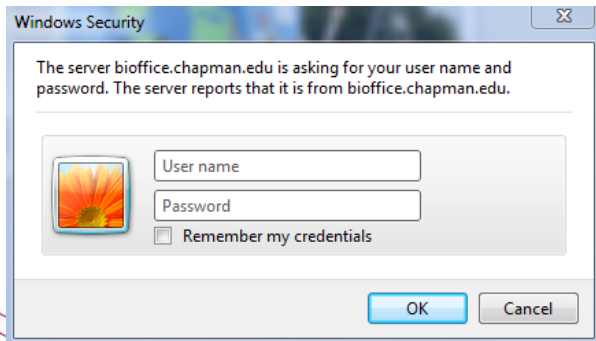 Windows Security
The server bioffice.chapman.edu is asking for your user name and
password. The server reports that it is from bioffice.chapman.edu.
User name
Password
Remember my credentials
OK
Cancel